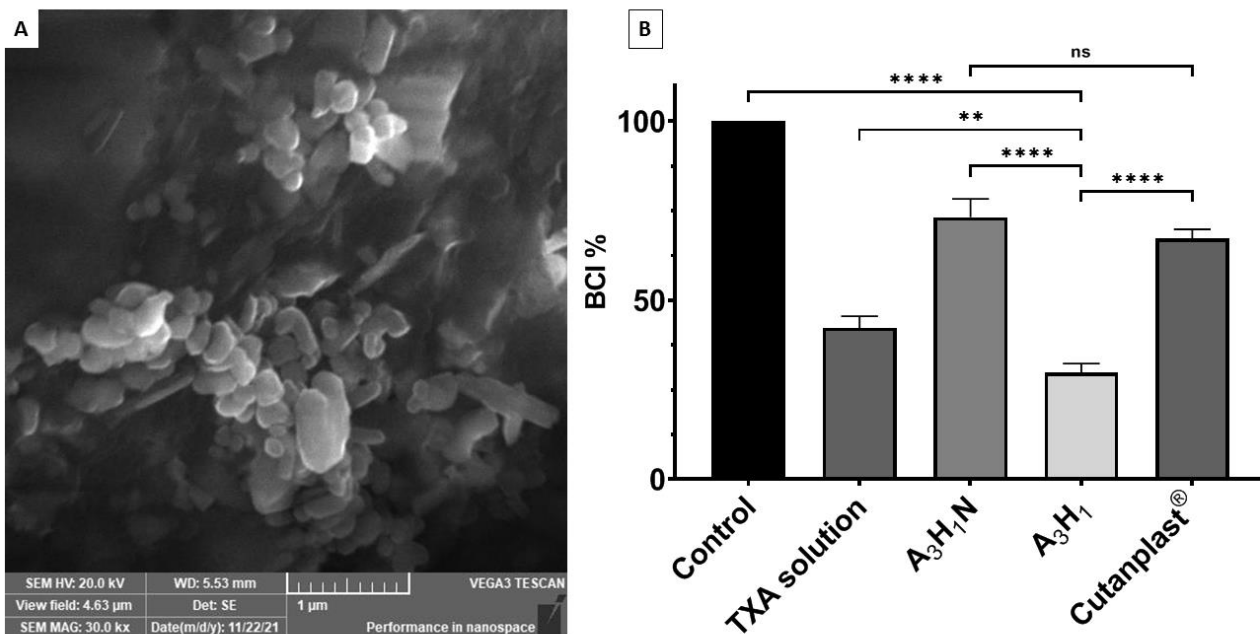 A
SEM HV: 20.0 kV WD: 5.53 mm VEGA3 TESCAN
View field: 4.63 µm Det: SE 1 µm
SEM MAG: 30.0 kx Date(m/d/y): 11/22/21 Performance in nanospace
B
ns
****
**
**** ****
BCI %
100
50
0
Control
TXA solution
A₃H₁N
A₃H₁
Cutanplast®